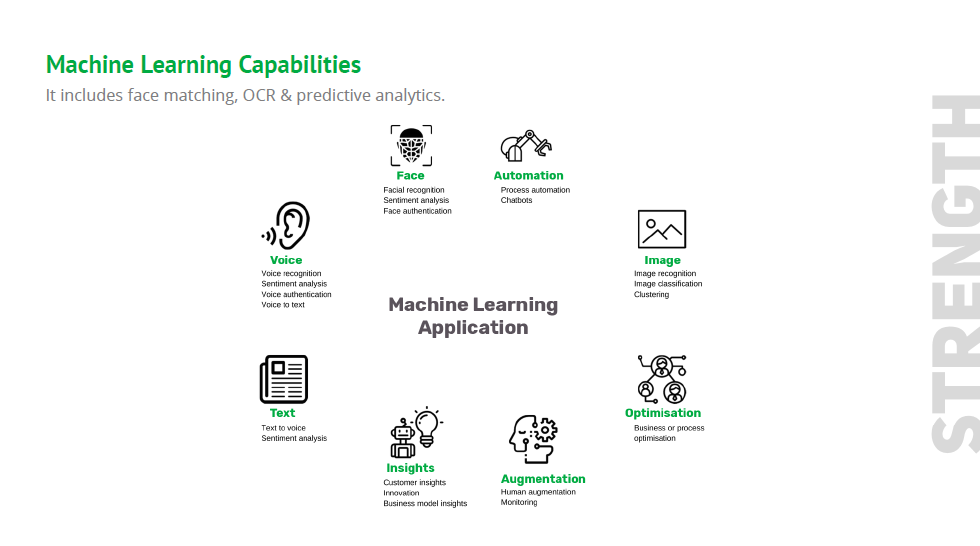 Machine Learning Capabilities
It includes face matching, OCR & predictive analytics.
Face
Facial recognition
Sentiment analysis
Face authentication
Automation
Process automation
Chatbots
Voice
Voice recognition
Sentiment analysis
Voice authentication
Voice to text
Image
Image recognition
Image classification
Clustering
Machine Learning
Application
Text
Text to voice
Sentiment analysis
Optimisation
Business or process
optimisation
Insights
Customer insights
Innovation
Business model insights
Augmentation
Human augmentation
Monitoring
STRENGTH